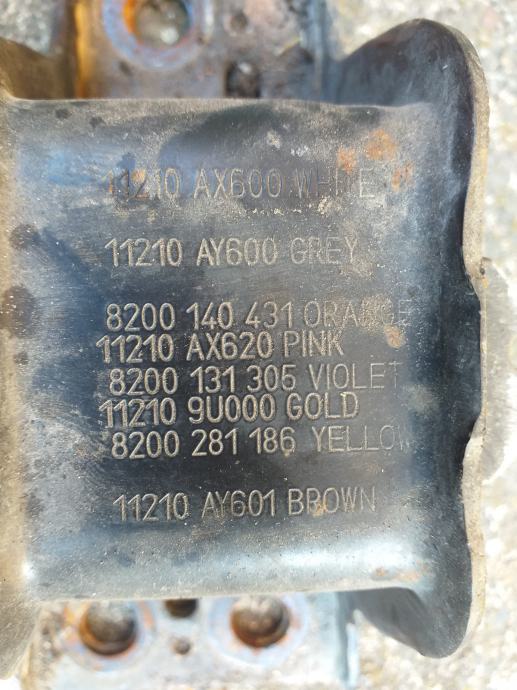 11210 AX600 WHITE
11210 AY600 GREY
8200 140 431 ORANGE
11210 AX620 PINK
8200 131 305 VIOLET
11210 9U000 GOLD
8200 281 186 YELLOW
11210 AY601 BROWN